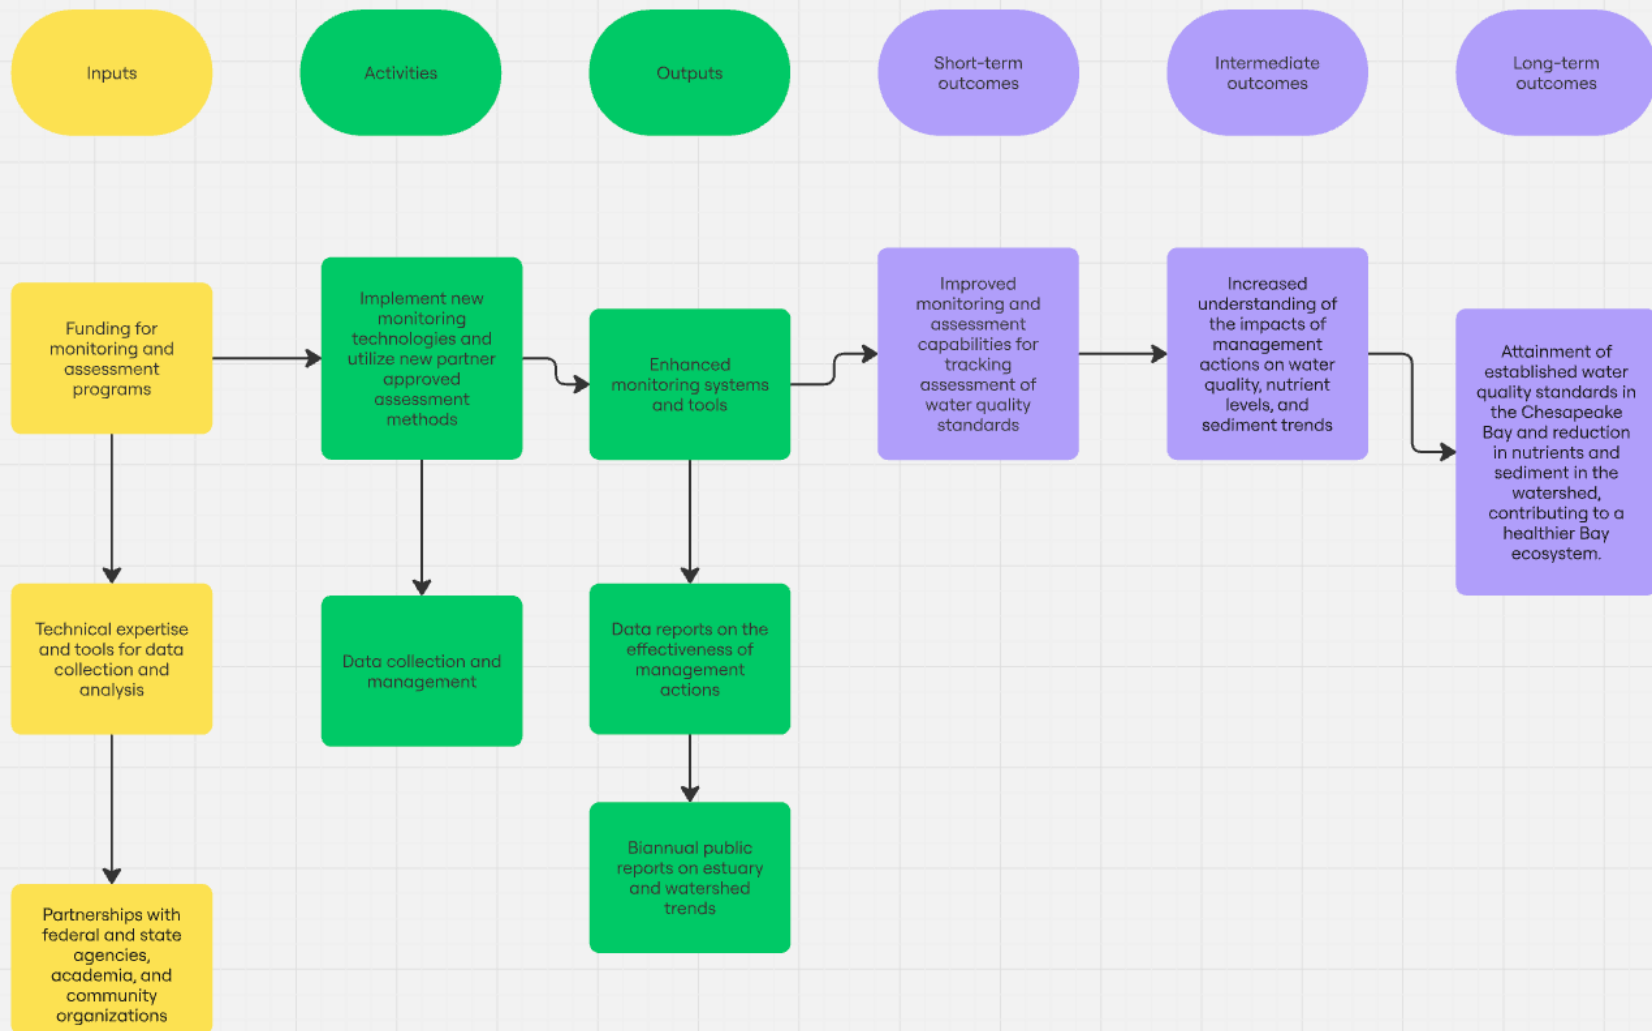 Inputs
Activities
Outputs
Short-term
outcomes
Intermediate
outcomes
Long-term
outcomes
Funding for
monitoring and
assessment
programs
Implement new
monitoring
technologies and
utilize new partner
approved
assessment
methods
Enhanced
monitoring systems
and tools
Improved
monitoring and
assessment
capabilities for
tracking
assessment of
water quality
standards
Increased
understanding of
the impacts of
management
actions on water
quality, nutrient
levels, and
sediment trends
Attainment of
established water
quality standards in
the Chesapeake
Bay and reduction
in nutrients and
sediment in the
watershed,
contributing to a
healthier Bay
ecosystem.
Technical expertise
and tools for data
collection and
analysis
Data collection and
management
Data reports on the
effectiveness of
management
actions
Biannual public
reports on estuary
and watershed
trends
Partnerships with
federal and state
agencies,
academia, and
community
organizations